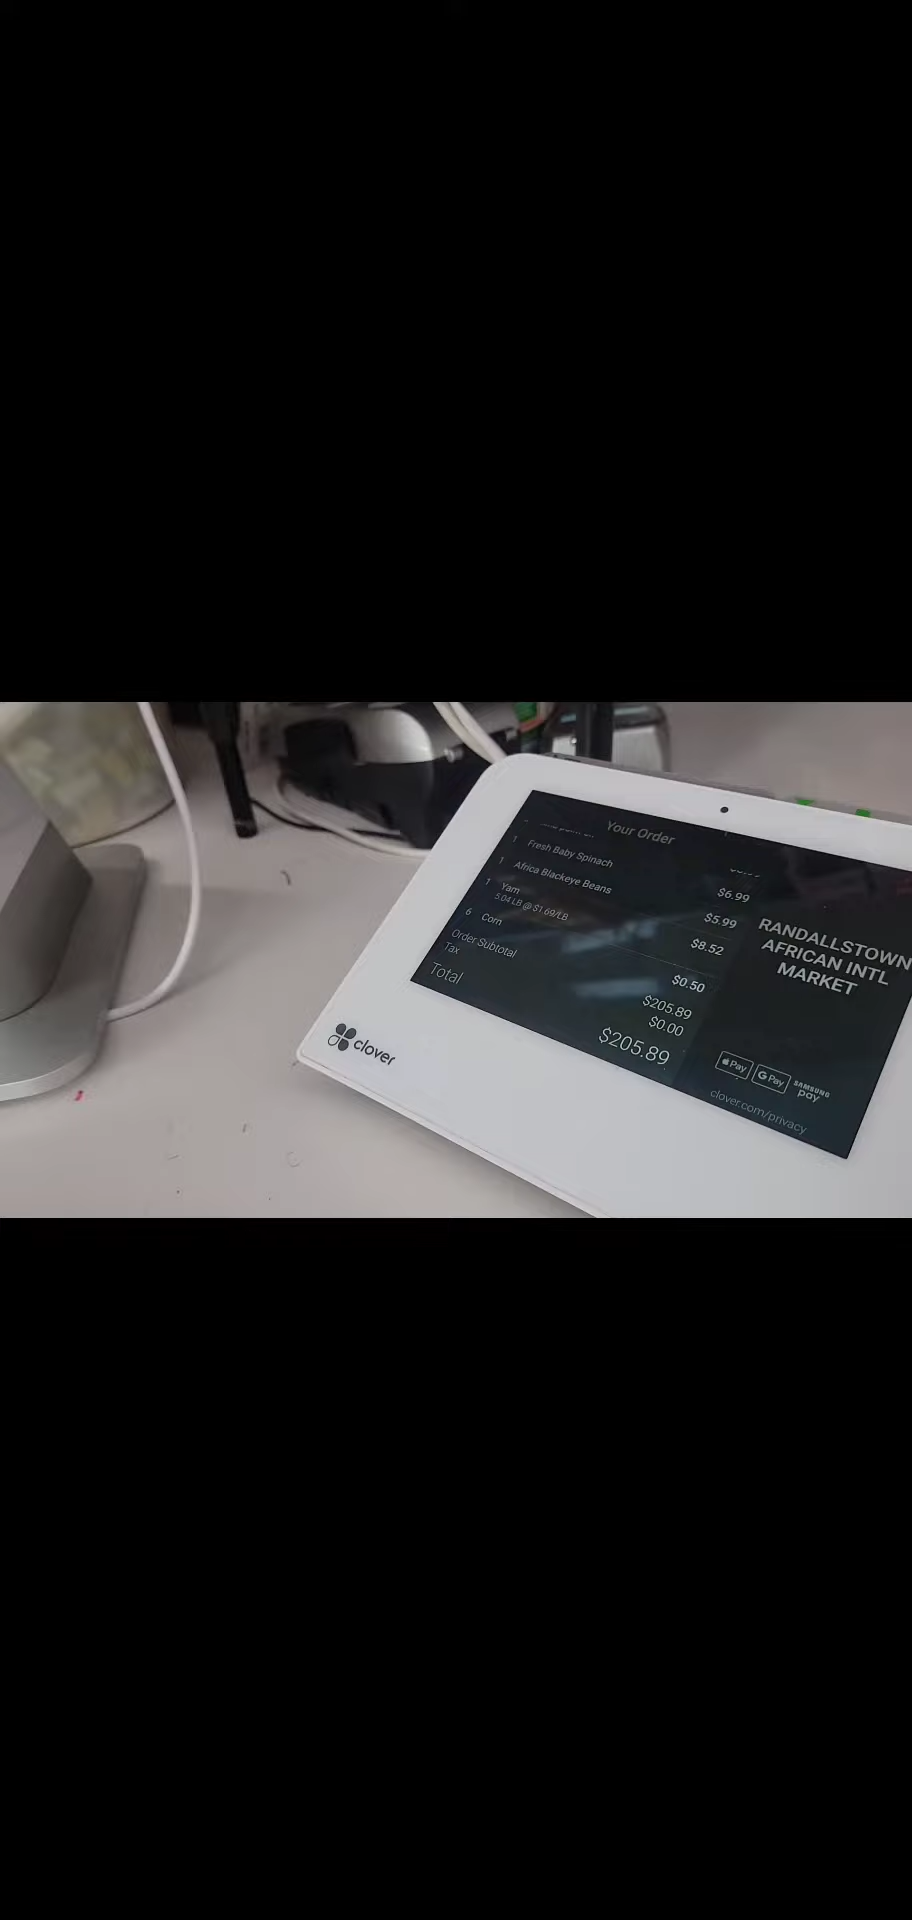 Your Order
1 Fresh Baby Spinach $6.99
1 Africa Blackeye Beans $5.99
1 Yam $8.52
5.04 LB @ $1.69/LB
6 Corn $0.50
Order Subtotal $205.89
Tax $0.00
Total $205.89
RANDALLSTOWN
AFRICAN INTL
MARKET
Pay G Pay SAMSUNG pay
clover.com/privacy
clover